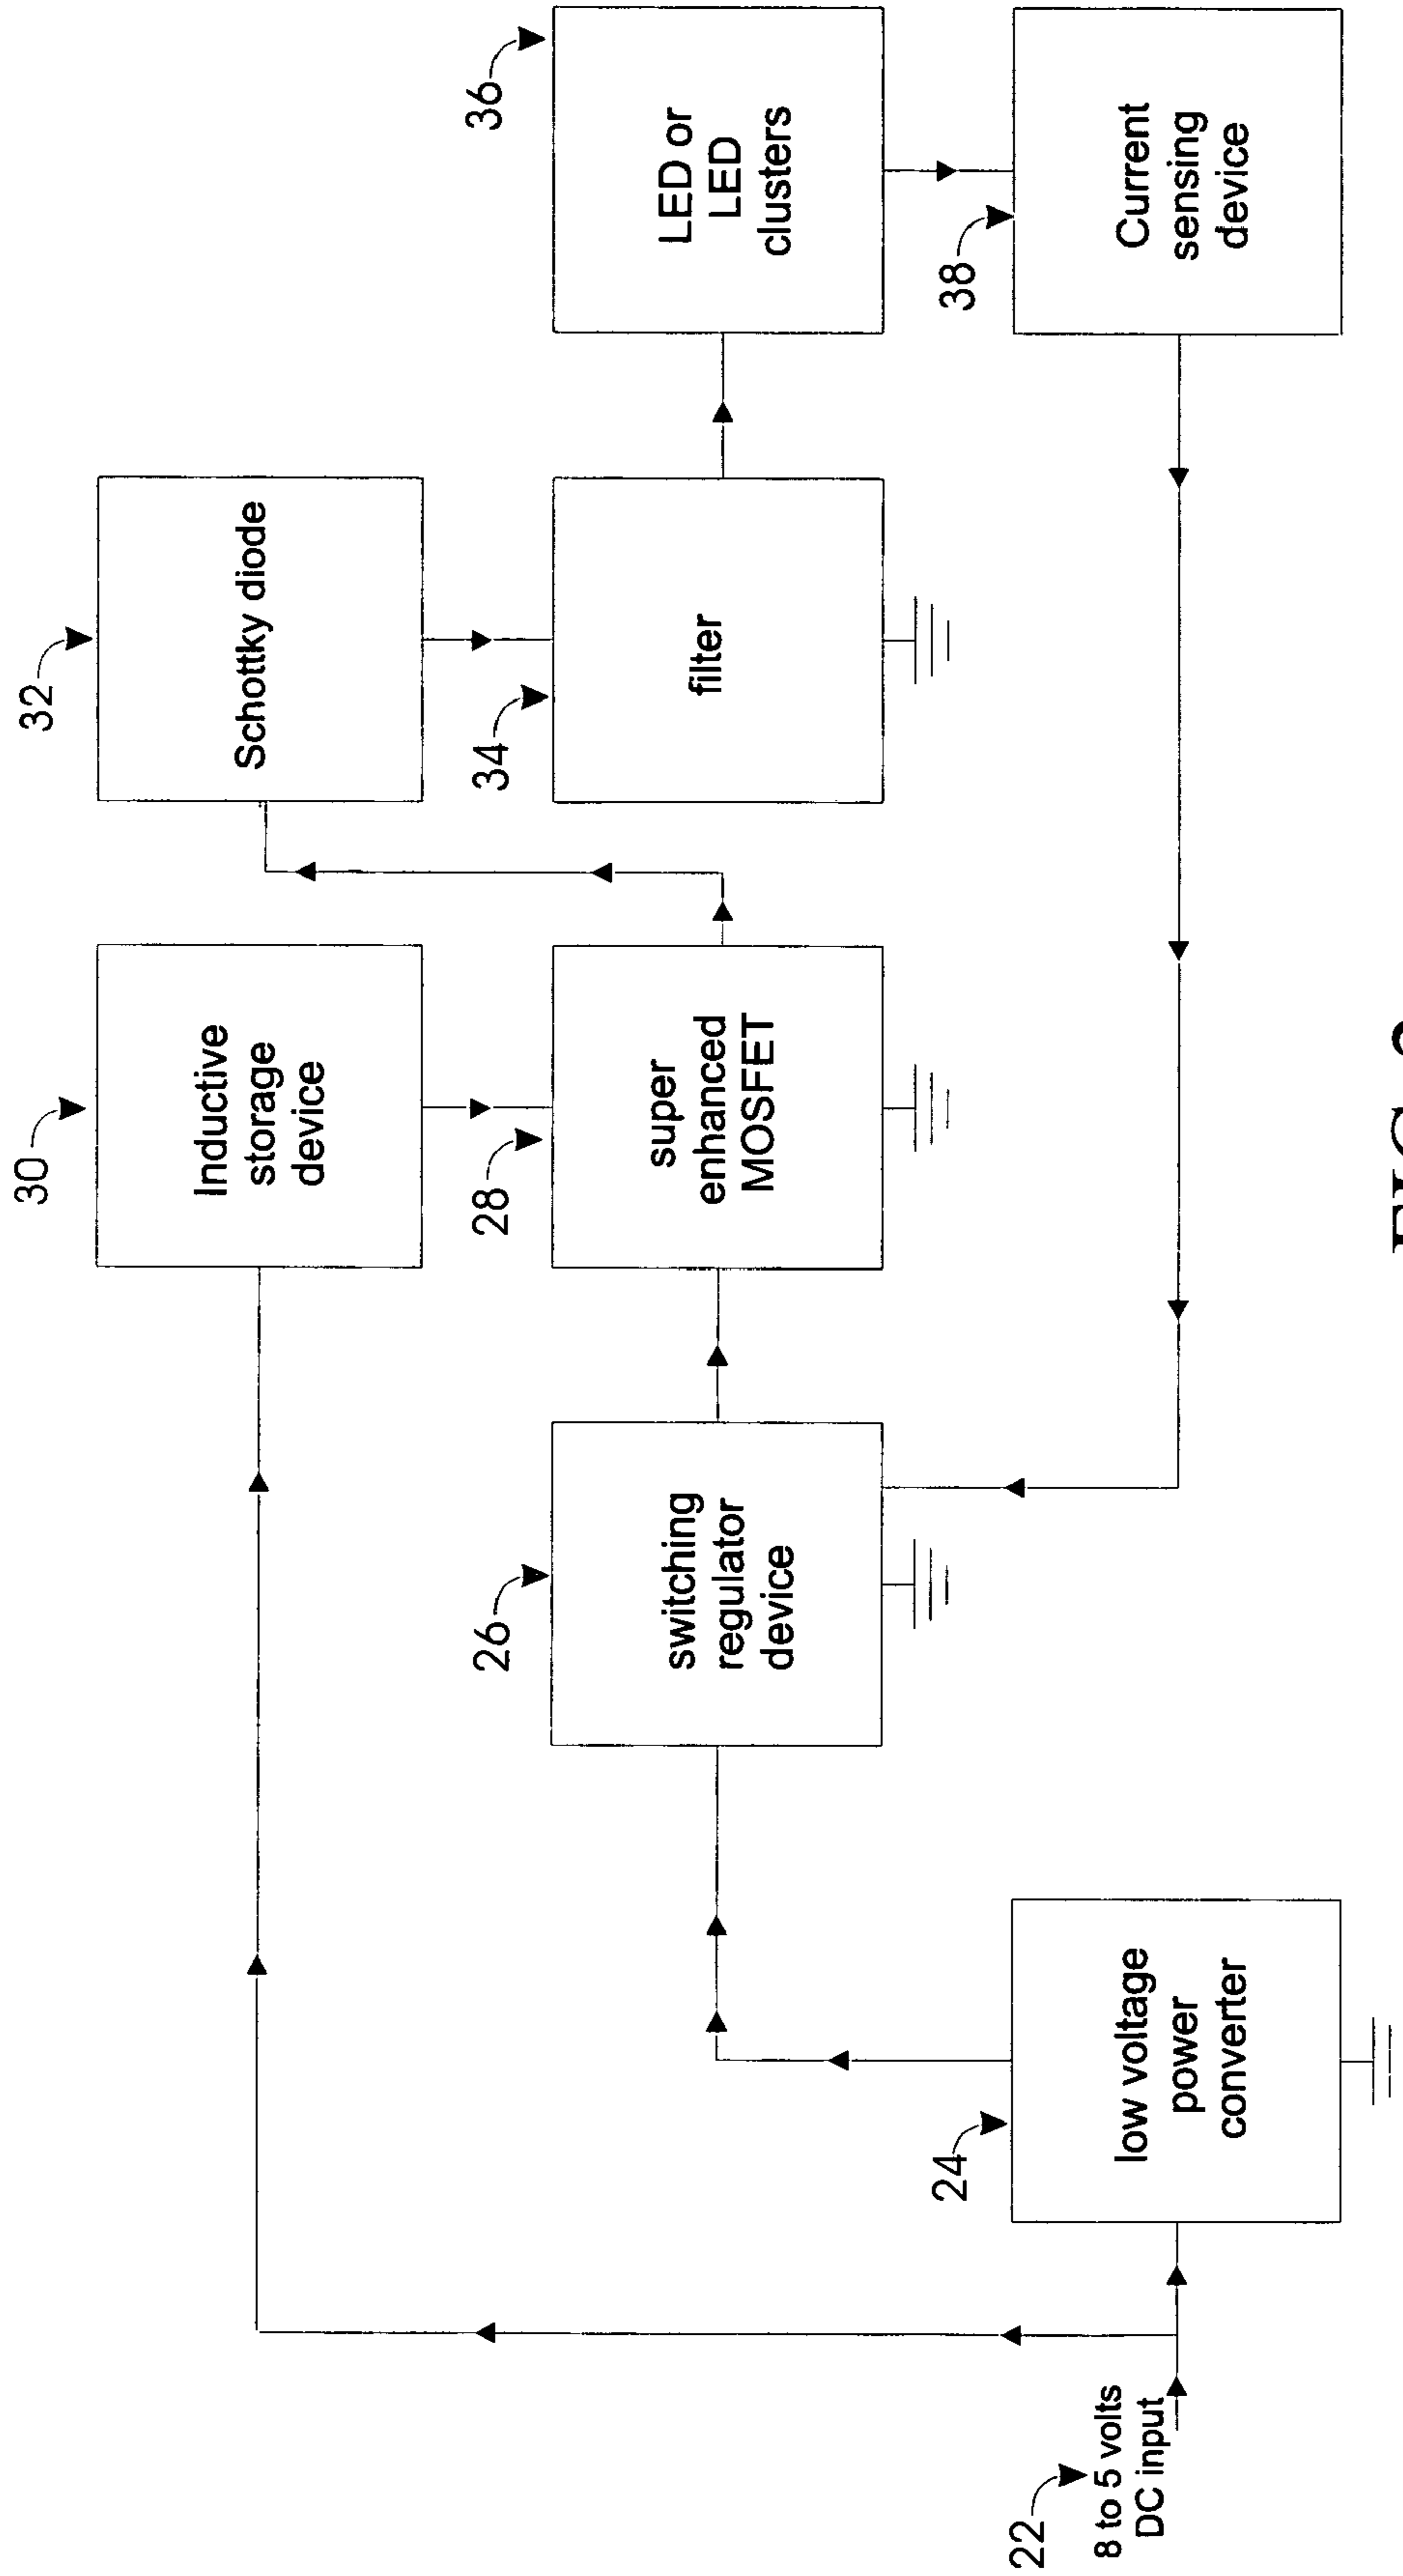 30
Inductive
storage
device
32
Schottky diode
26
switching
regulator
device
28
super
enhanced
MOSFET
34
filter
36
LED or
LED
clusters
22
8 to 5 volts
DC input
24
low voltage
power
converter
38
Current
sensing
device
FIG.